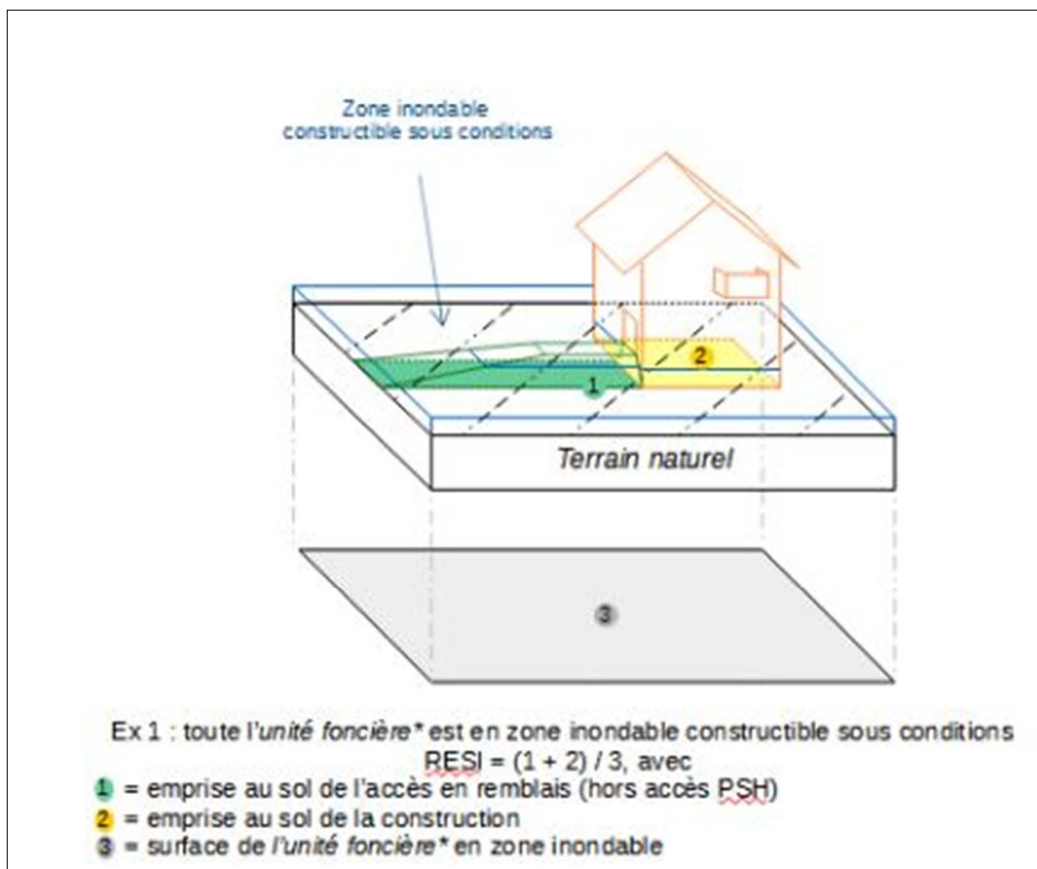 Zone inondable
constructible sous conditions
2
1
Terrain naturel
3
Ex 1 : toute l'unité foncière* est en zone inondable constructible sous conditions
RESI = (1 + 2) / 3, avec
1 = emprise au sol de l'accès en remblais (hors accès PSH)
2 = emprise au sol de la construction
3 = surface de l'unité foncière* en zone inondable